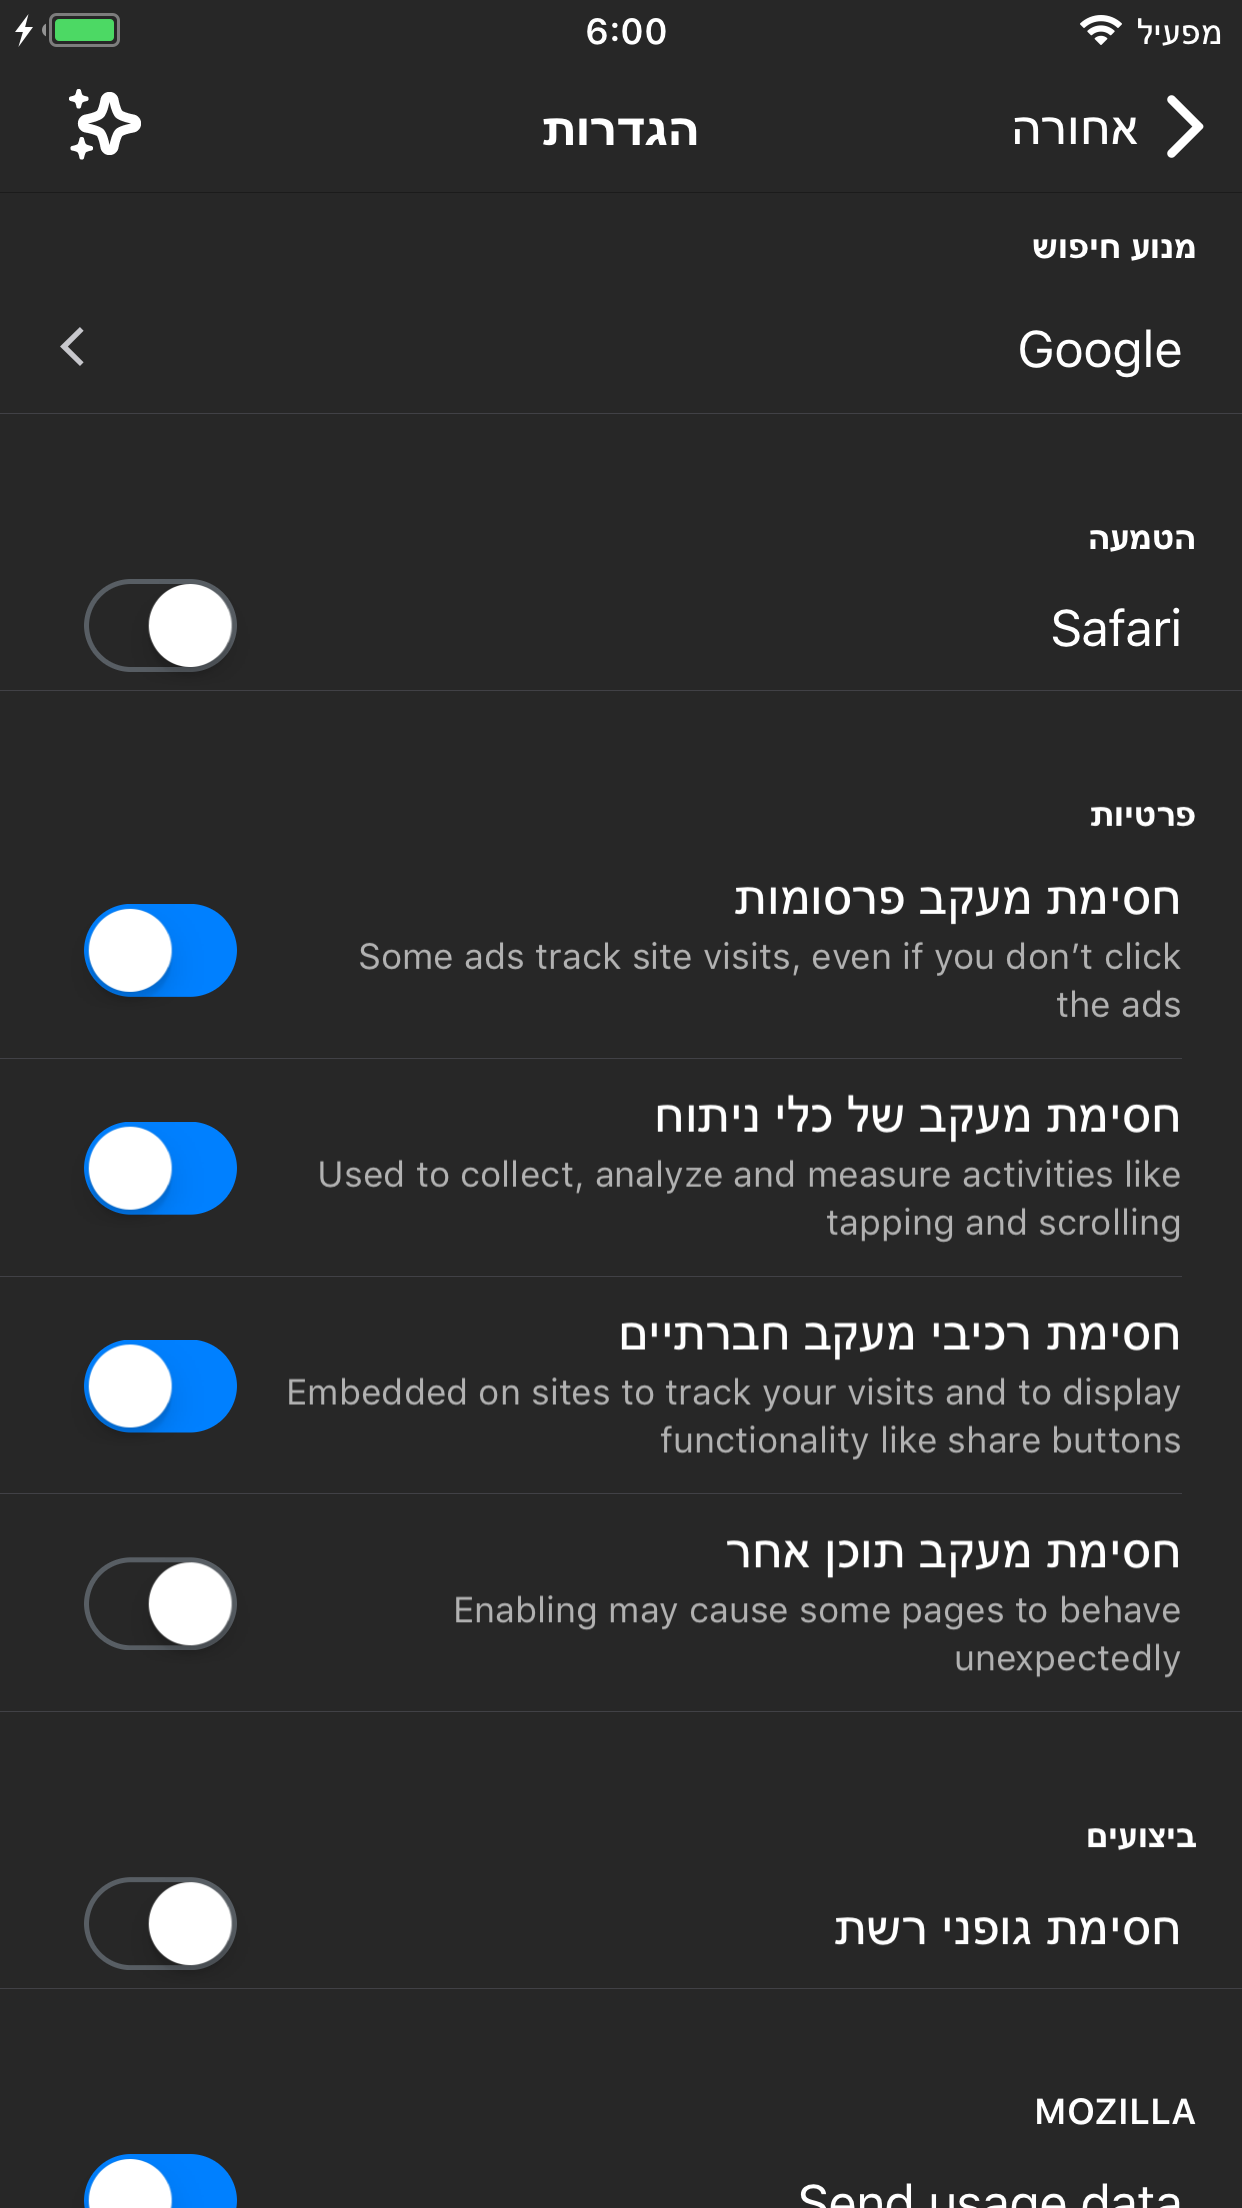 מפעיל
6:00
אחורה
הגדרות
מנוע חיפוש
Google
הטמעה
Safari
פרטיות
חסימת מעקב פרסומות
Some ads track site visits, even if you don’t click
the ads
חסימת מעקב של כלי ניתוח
Used to collect, analyze and measure activities like
tapping and scrolling
חסימת רכיבי מעקב חברתיים
Embedded on sites to track your visits and to display
functionality like share buttons
חסימת מעקב תוכן אחר
Enabling may cause some pages to behave
unexpectedly
ביצועים
חסימת גופני רשת
MOZILLA
Send usage data